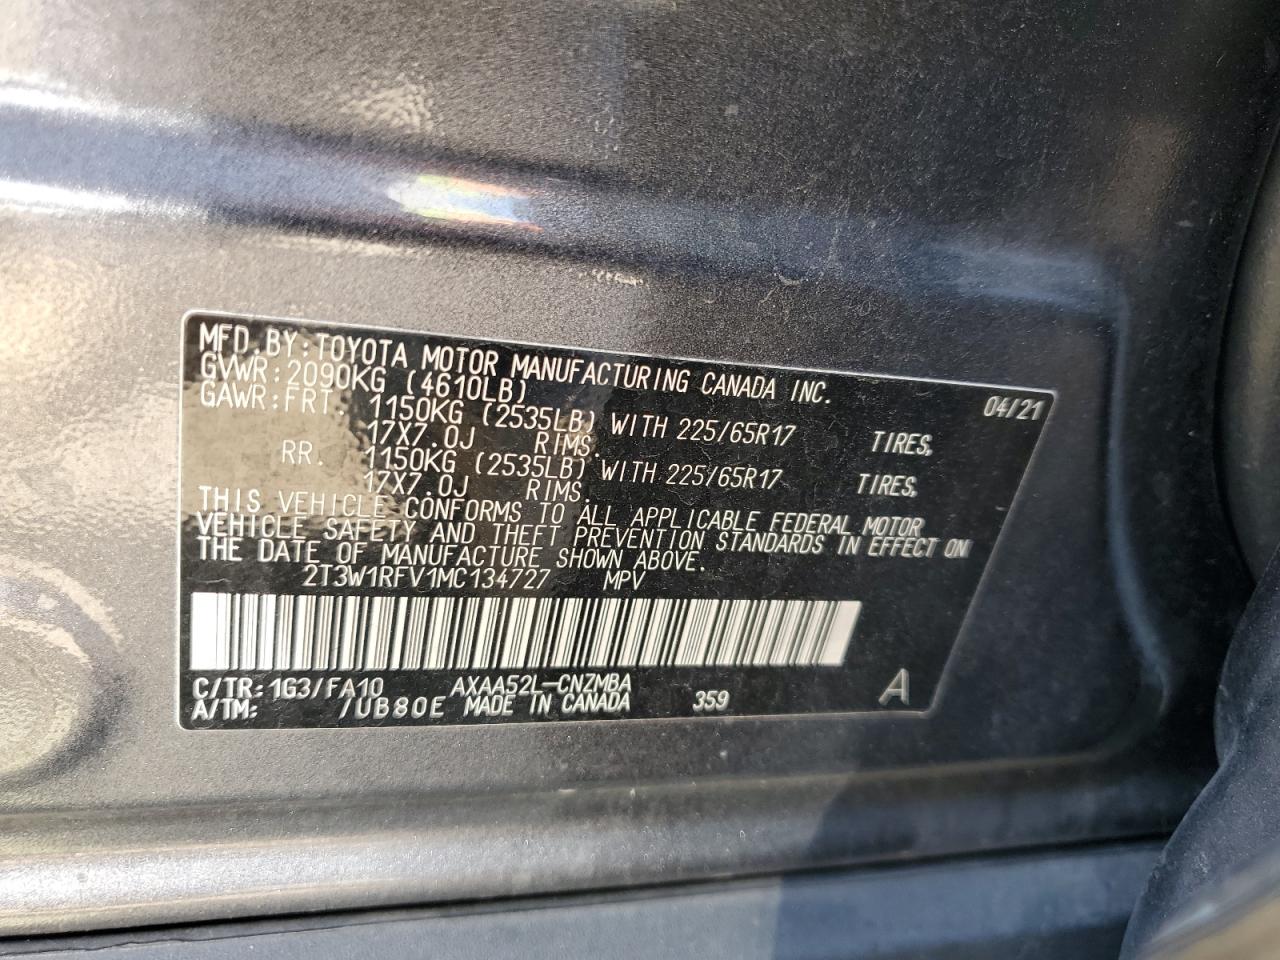 MFD.BY:TOYOTA MOTOR MANUFACTURING CANADA INC. 04/21
GVWR:2090KG (4610LB)
GAWR:FRT. 1150KG (2535LB) WITH 225/65R17 TIRES,
17X7.0J RIMS.
RR. 1150KG (2535LB) WITH 225/65R17 TIRES,
17X7.0J RIMS.
THIS VEHICLE CONFORMS TO ALL APPLICABLE FEDERAL MOTOR
VEHICLE SAFETY AND THEFT PREVENTION STANDARDS IN EFFECT ON
THE DATE OF MANUFACTURE SHOWN ABOVE.
2T3W1RFV1MC134727 MPV
C/TR:1G3/FA10 AXAA52L-CNZMBA
A/TM: /UB80E MADE IN CANADA 359 A